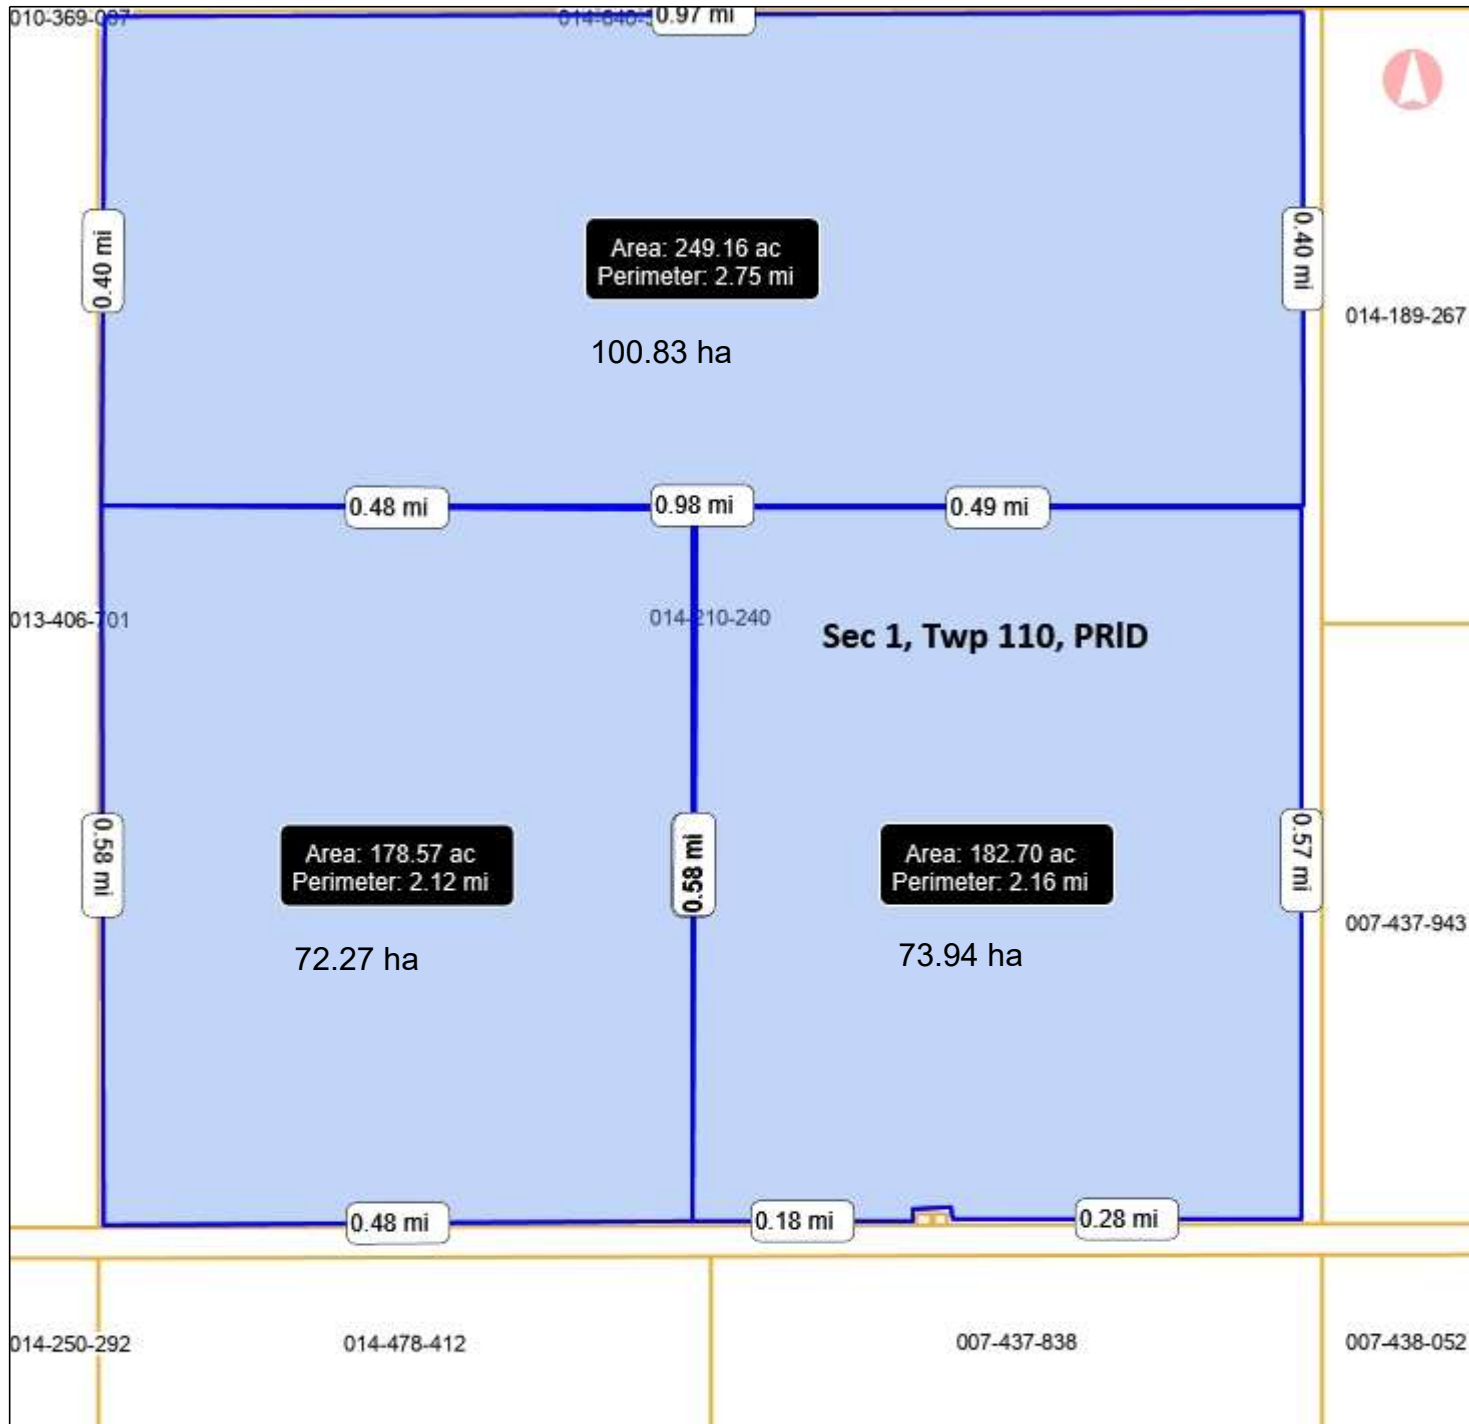 010-369-007
0.97 mi
0.40 mi
0.40 mi
Area: 249.16 ac
Perimeter: 2.75 mi
014-189-267
100.83 ha
0.48 mi
0.98 mi
0.49 mi
013-406-701
014-210-240
Sec 1, Twp 110, PRID
0.58 mi
0.58 mi
0.57 mi
Area: 178.57 ac
Perimeter: 2.12 mi
Area: 182.70 ac
Perimeter: 2.16 mi
007-437-943
72.27 ha
73.94 ha
0.48 mi
0.18 mi
0.28 mi
014-250-292
014-478-412
007-437-838
007-438-052